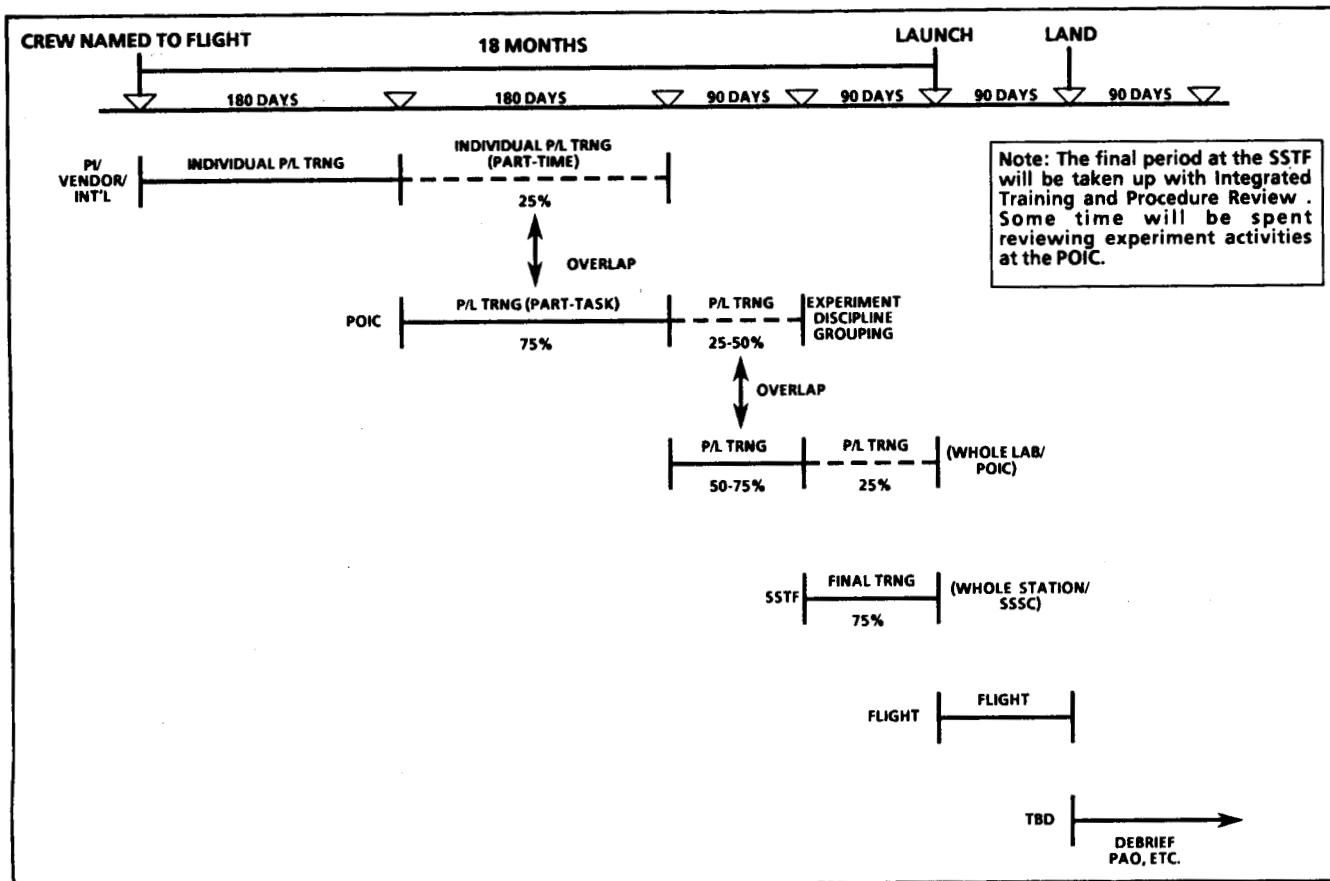 CREW NAMED TO FLIGHT
18 MONTHS
LAUNCH
LAND
180 DAYS
180 DAYS
90 DAYS
90 DAYS
90 DAYS
90 DAYS
PI/
VENDOR/
INT'L
INDIVIDUAL P/L TRNG
INDIVIDUAL P/L TRNG
(PART-TIME)
25%
Note: The final period at the SSTF
will be taken up with Integrated
Training and Procedure Review .
Some time will be spent
reviewing experiment activities
at the POIC.
OVERLAP
POIC
P/L TRNG (PART-TASK)
75%
P/L TRNG
25-50%
EXPERIMENT
DISCIPLINE
GROUPING
OVERLAP
P/L TRNG
50-75%
P/L TRNG
25%
(WHOLE LAB/
POIC)
SSTF
FINAL TRNG
75%
(WHOLE STATION/
SSSC)
FLIGHT
FLIGHT
TBD
DEBRIEF
PAO, ETC.